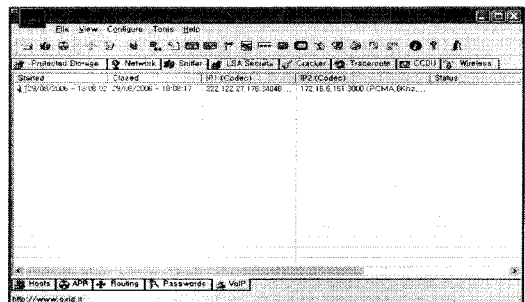 File View Configure Tools Help
Protected Storage Network Sniffer LSA Secrets Cracker Traceroute CCDU Wireless
Started Closed IP1 (Codec) IP2 (Codec) Status
29/08/2006 - 18:08:02 29/08/2006 - 18:08:17 222.122.27.176:34048 ... 172.16.6.151:3000 (PCMA,8Khz,...
Hosts APR Routing Passwords VoIP
http://www.oxid.it